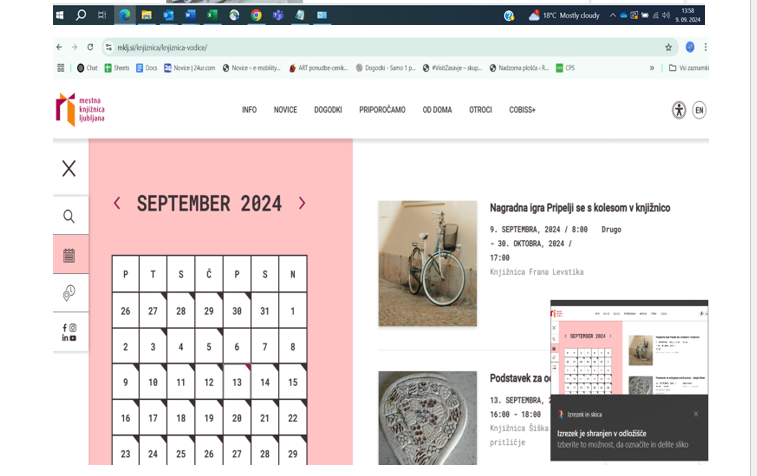 18°C Mostly cloudy
13:58
9. 09. 2024
mklj.si/knjiznica/knjiznica-vodice/
Chat Sheets Docs Novice | 24ur.com Novice – e-mobility... ART ponudbe-cenik... Dogodki - Samo: 1 p... #VisitZasavje – skup... Nadzorna plošča ‹ R... CPS » Vsi zaznamki
mestna
knjižnica
ljubljana
INFO NOVICE DOGODKI PRIPOROČAMO OD DOMA OTROCI COBISS+ EN
SEPTEMBER 2024
P T S Č P S N
26 27 28 29 30 31 1
2 3 4 5 6 7 8
9 10 11 12 13 14 15
16 17 18 19 20 21 22
23 24 25 26 27 28 29
Nagradna igra Pripelji se s kolesom v knjižnico
9. SEPTEMBRA, 2024 / 8:00 Drugo
- 30. OKTOBRA, 2024 /
17:00
Knjižnica Frana Levstika
Podstavek za
13. SEPTEMBRA,
16:00 - 18:00
Knjižnica Šiška
pritličje
SEPTEMBER 2024
Izrezek in skica
Izrezek je shranjen v odložišče
Izberite to možnost, da označite in delite sliko